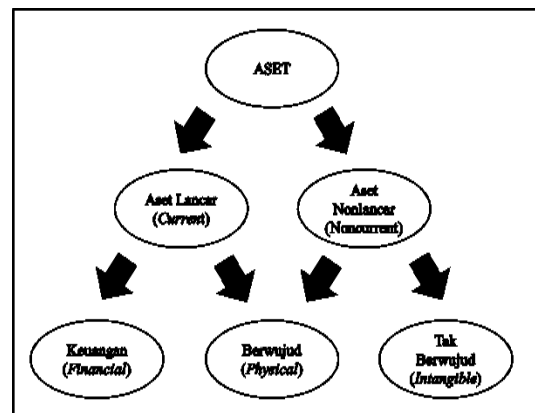 ASET
Aset Lancar
(Current)
Aset
Nonlancar
(Noncurrent)
Keuangan
(Financial)
Berwujud
(Physical)
Tak
Berwujud
(Intangible)